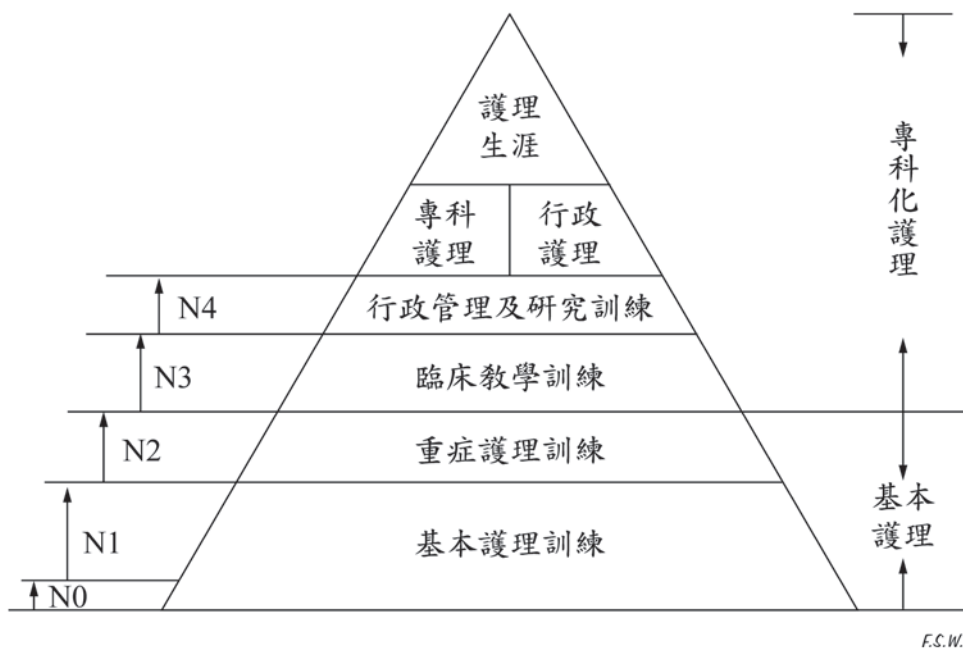 護理
生涯
專科
護理
行政
護理
N4
行政管理及研究訓練
N3
臨床教學訓練
N2
重症護理訓練
N1
基本護理訓練
N0
專科化護理
基本
護理
F.S.W.